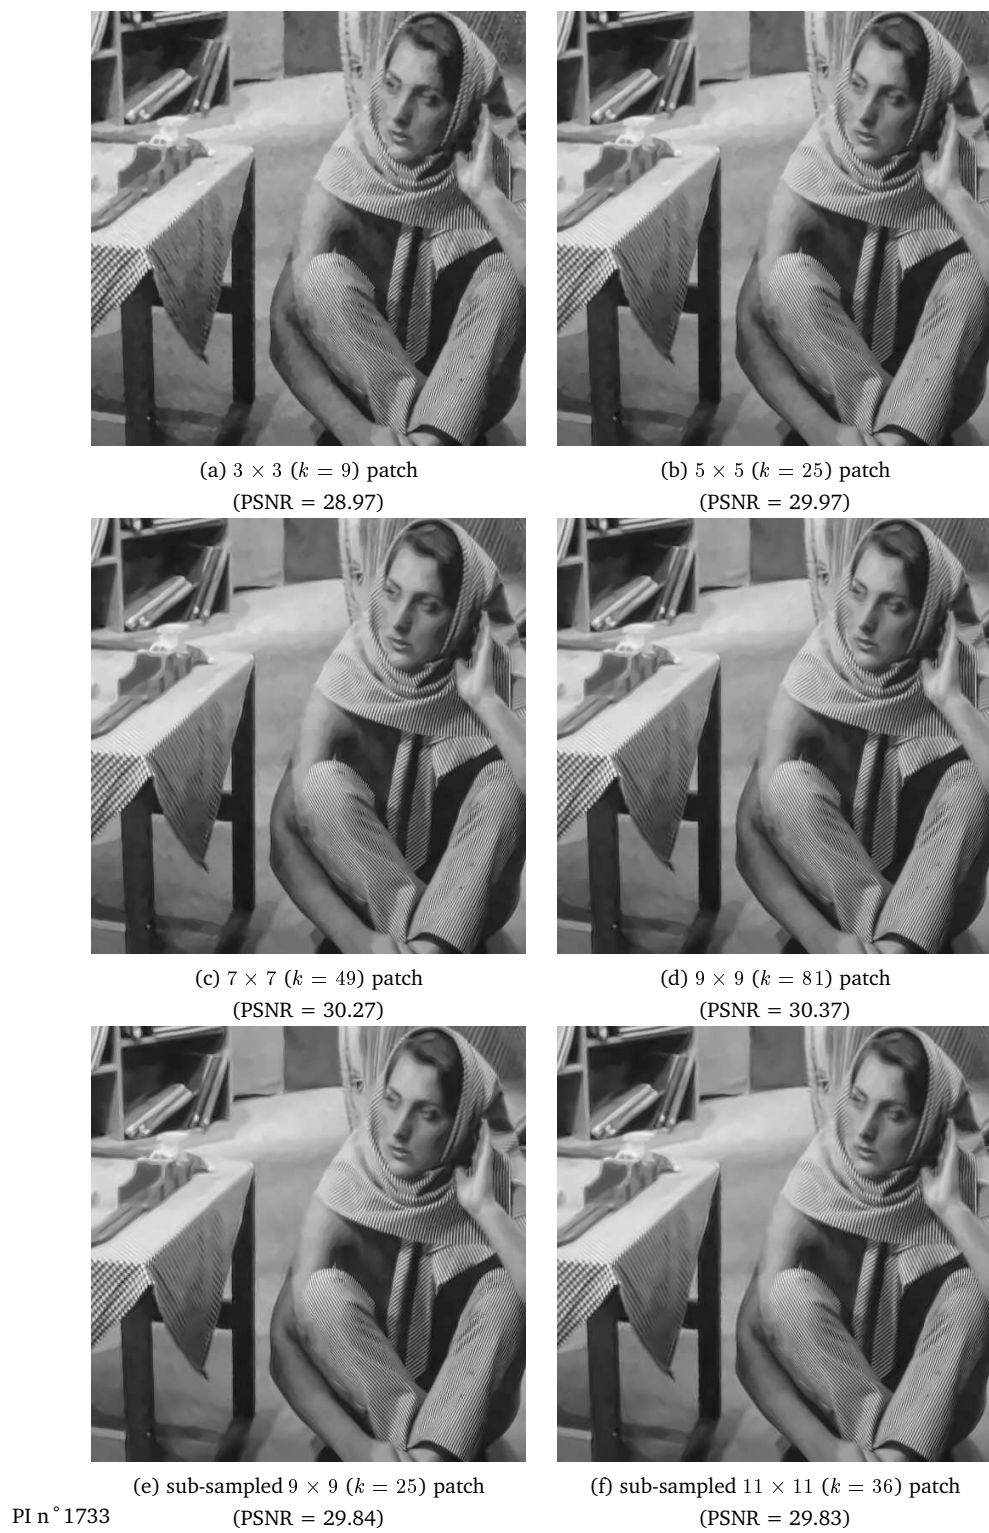 (a) 3 × 3 (k = 9) patch
(PSNR = 28.97)
(b) 5 × 5 (k = 25) patch
(PSNR = 29.97)
(c) 7 × 7 (k = 49) patch
(PSNR = 30.27)
(d) 9 × 9 (k = 81) patch
(PSNR = 30.37)
(e) sub-sampled 9 × 9 (k = 25) patch
(PSNR = 29.84)
(f) sub-sampled 11 × 11 (k = 36) patch
(PSNR = 29.83)
PI n˚1733